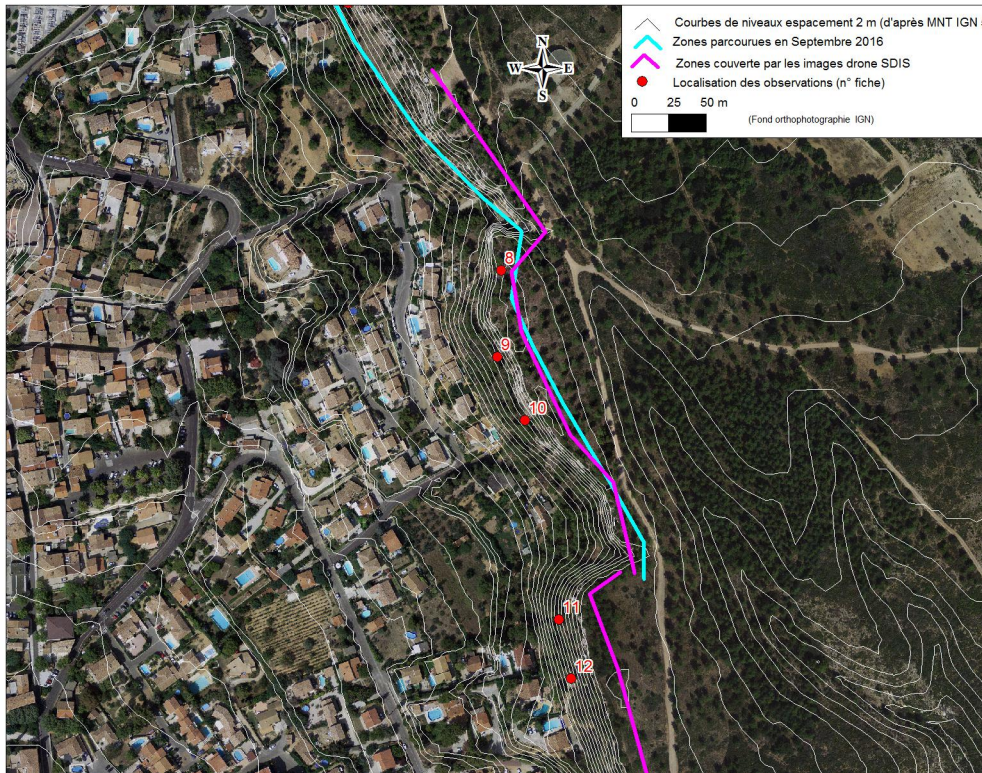 N
W E
S
Courbes de niveaux espacement 2 m (d'après MNT IGN
Zones parcourues en Septembre 2016
Zones couverte par les images drone SDIS
Localisation des observations (n° fiche)
0 25 50 m
(Fond orthophotographie IGN)
8
9
10
11
12